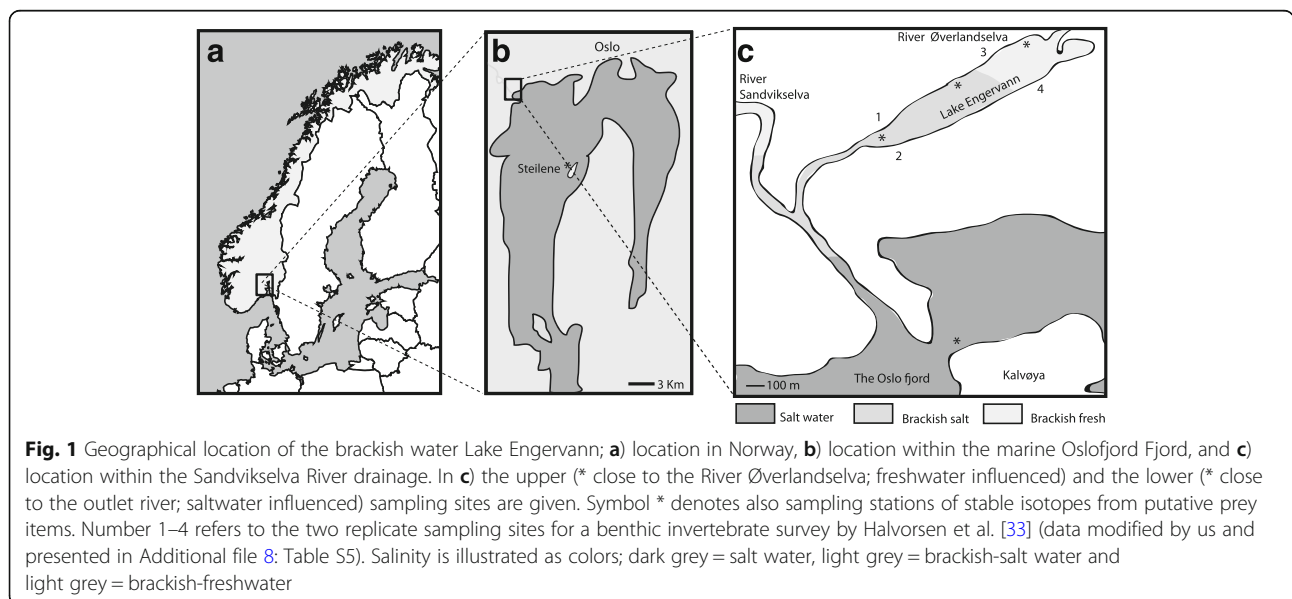 a
b
Oslo
Steilene *
3 Km
c
River Øverlandselva
*
3
River
Sandvikselva
*
Lake Engervann
4
1
*
2
*
100 m
The Oslo fjord
Kalvøya
Salt water
Brackish salt
Brackish fresh
Fig. 1 Geographical location of the brackish water Lake Engervann; a) location in Norway, b) location within the marine Oslofjord Fjord, and c)
location within the Sandvikselva River drainage. In c) the upper (* close to the River Øverlandselva; freshwater influenced) and the lower (* close
to the outlet river; saltwater influenced) sampling sites are given. Symbol * denotes also sampling stations of stable isotopes from putative prey
items. Number 1–4 refers to the two replicate sampling sites for a benthic invertebrate survey by Halvorsen et al. [33] (data modified by us and
presented in Additional file 8: Table S5). Salinity is illustrated as colors; dark grey = salt water, light grey = brackish-salt water and
light grey = brackish-freshwater